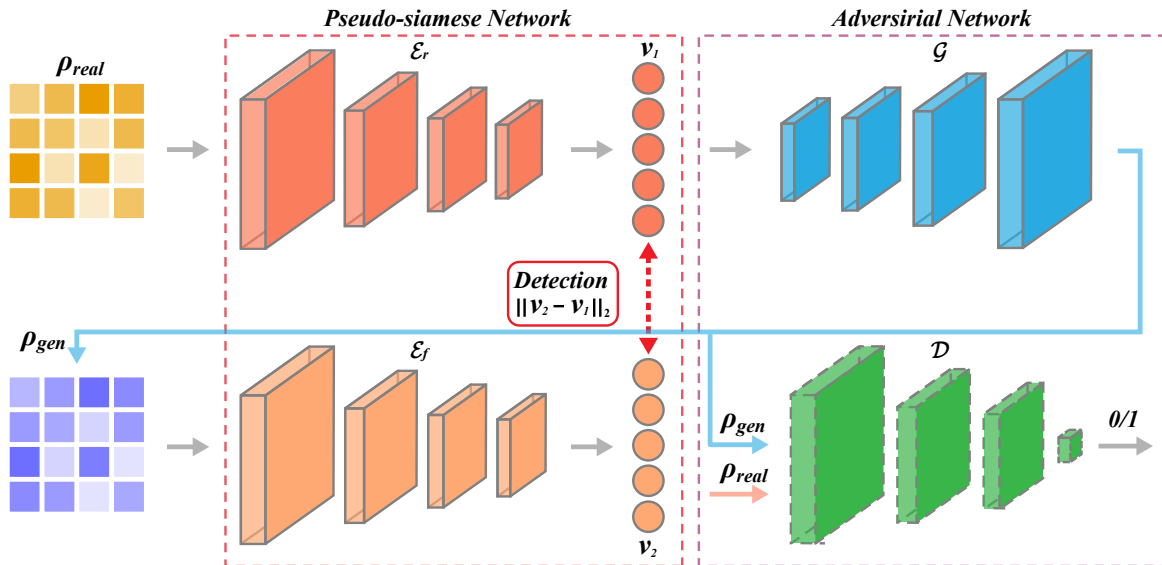 Pseudo-siamese Network
Adversirial Network
ρreal
ℰr
v1
𝒢
Detection
||v2 − v1||2
ρgen
ℰf
𝒟
ρgen
0/1
ρreal
v2